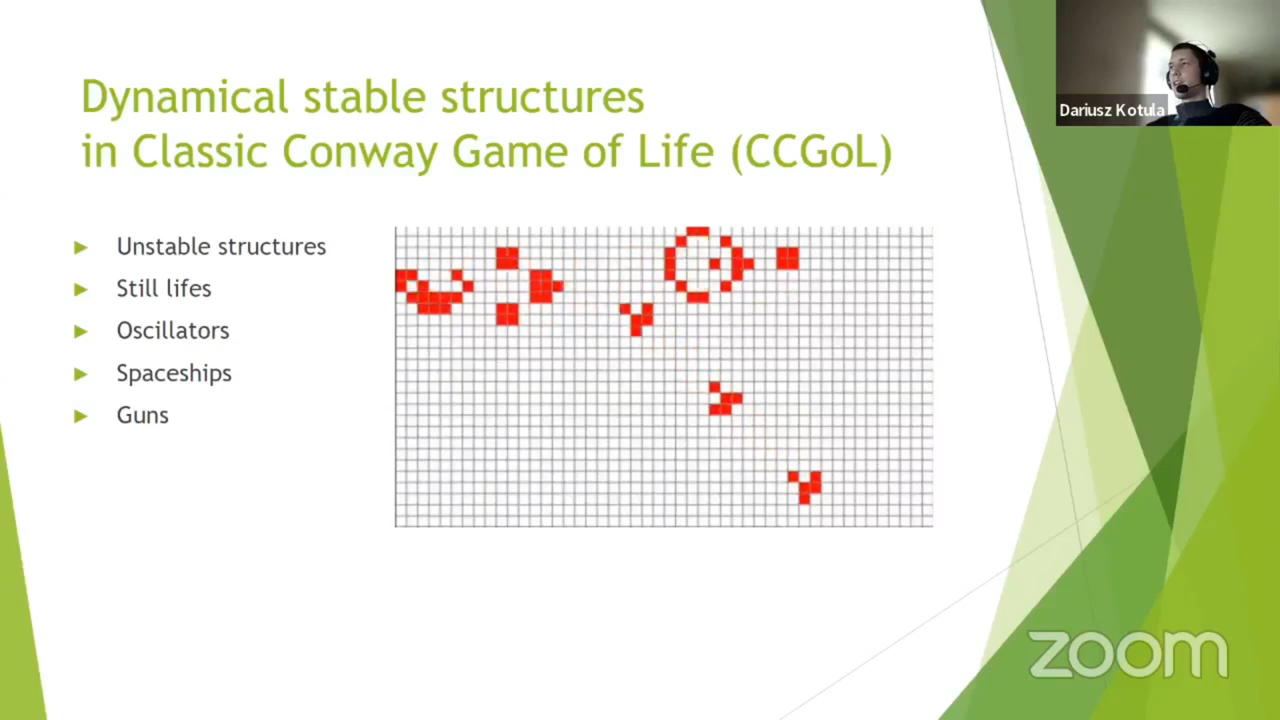 Dynamical stable structures
in Classic Conway Game of Life (CCGoL)
Unstable structures
Still lifes
Oscillators
Spaceships
Guns
Dariusz Kotula
zoom